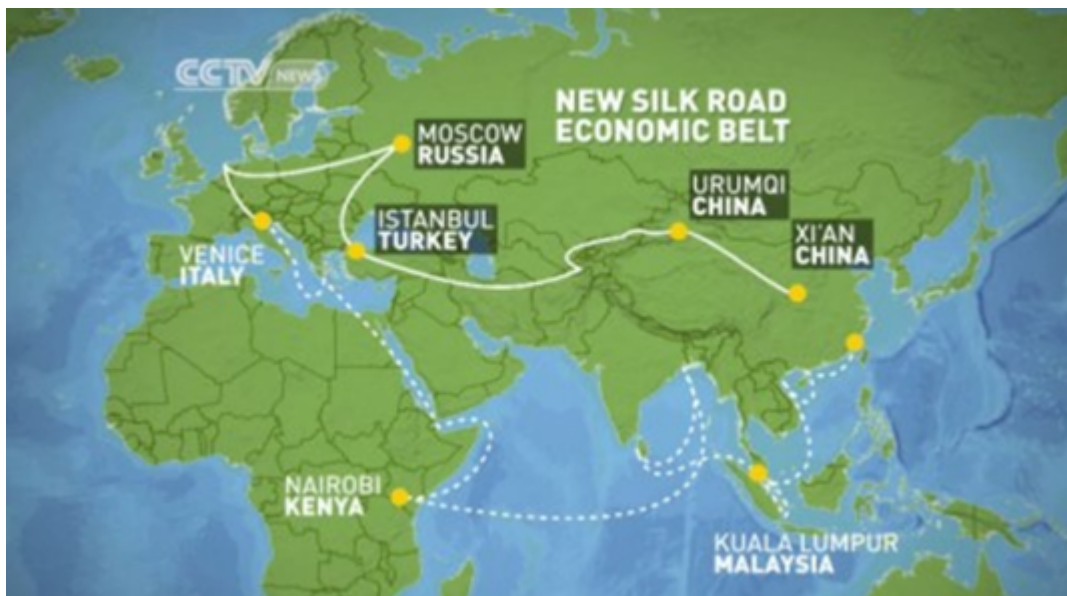 CCTV NEWS
NEW SILK ROAD
ECONOMIC BELT
MOSCOW
RUSSIA
URUMQI
CHINA
ISTANBUL
TURKEY
XI'AN
CHINA
VENICE
ITALY
NAIROBI
KENYA
KUALA LUMPUR
MALAYSIA